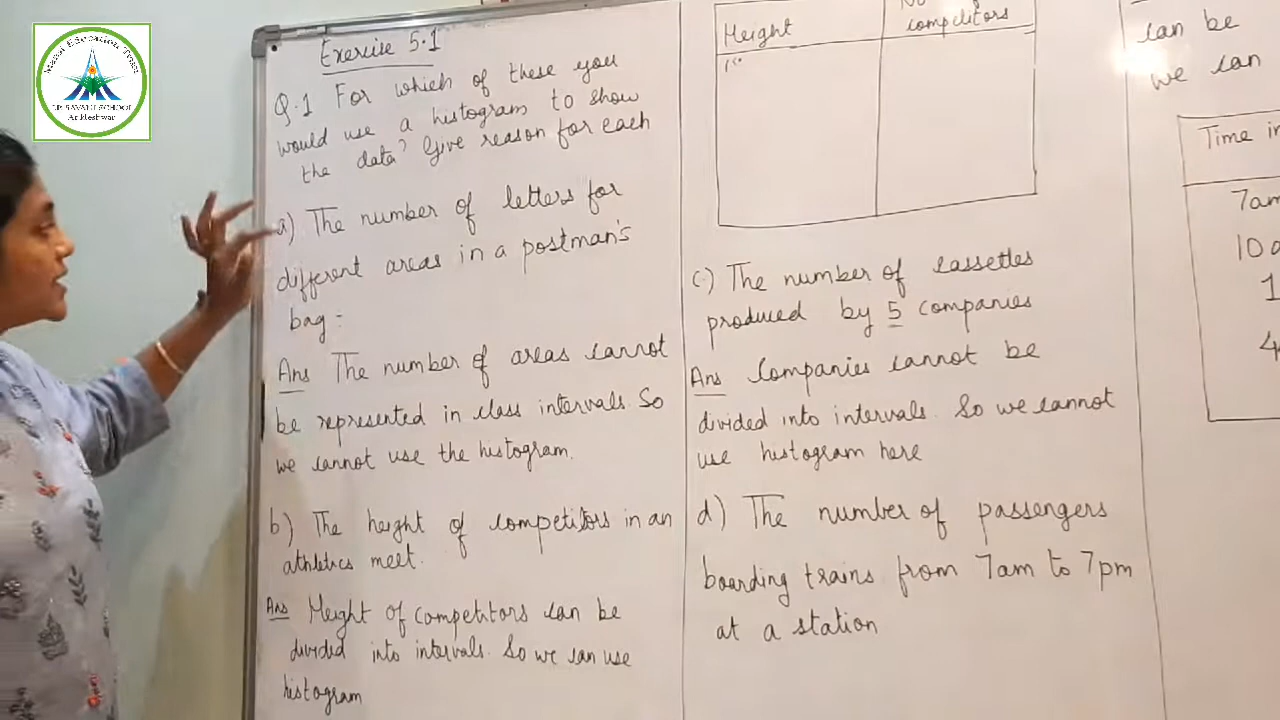 Exercise 5.1
Q.1 For which of these you
would use a histogram to show
the data? Give reason for each
a) The number of letters for
different areas in a postman's
bag :-
Ans The number of areas cannot
be represented in class intervals. So
we cannot use the histogram.
b) The height of competitors in an
athletics meet.
Ans Height of competitors can be
divided into intervals. So we can use
histogram
Height
competitors
15
c) The number of cassettes
produced by 5 companies
Ans Companies cannot be
divided into intervals. So we cannot
use histogram here
d) The number of passengers
boarding trains from 7am to 7pm
at a station
can be
we can
Time in
7am
10
1
4
Ankleshwar